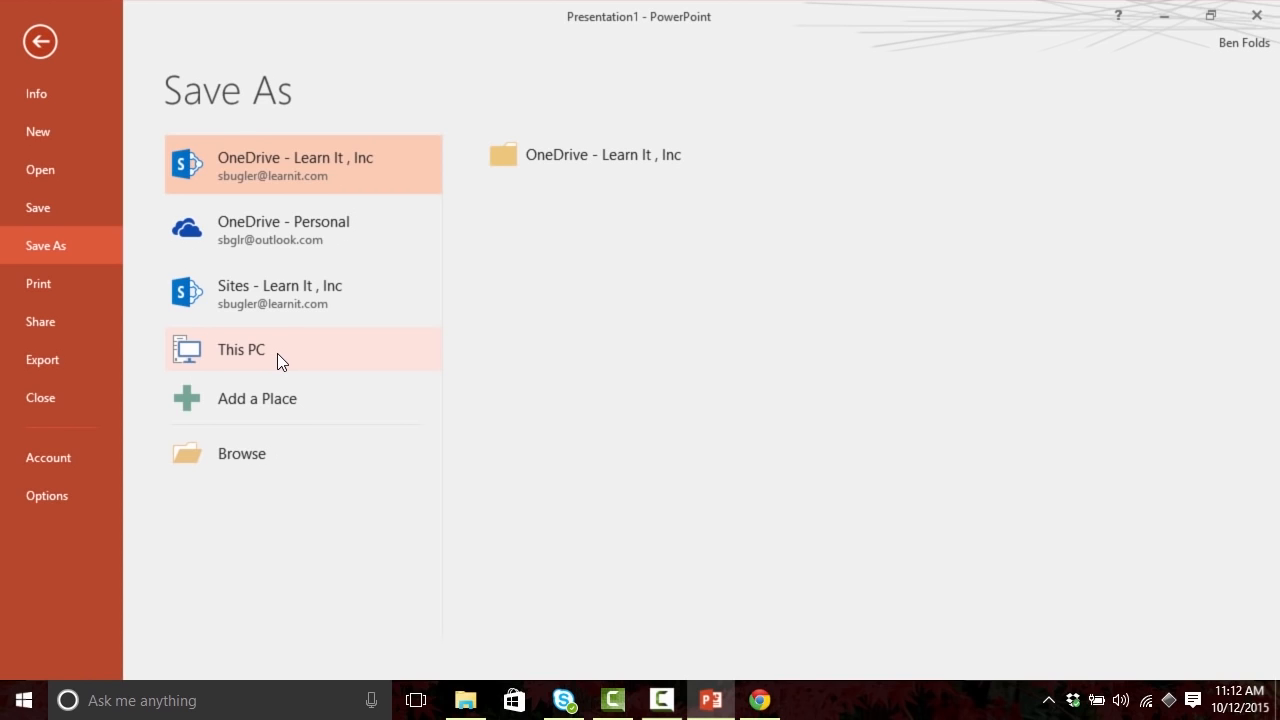 Presentation1 - PowerPoint
?
Ben Folds
Info
New
Open
Save
Save As
Print
Share
Export
Close
Account
Options
Save As
OneDrive - Learn It , Inc
sbugler@learnit.com
OneDrive - Personal
sbglr@outlook.com
Sites - Learn It , Inc
sbugler@learnit.com
This PC
Add a Place
Browse
OneDrive - Learn It , Inc
Ask me anything
11:12 AM
10/12/2015